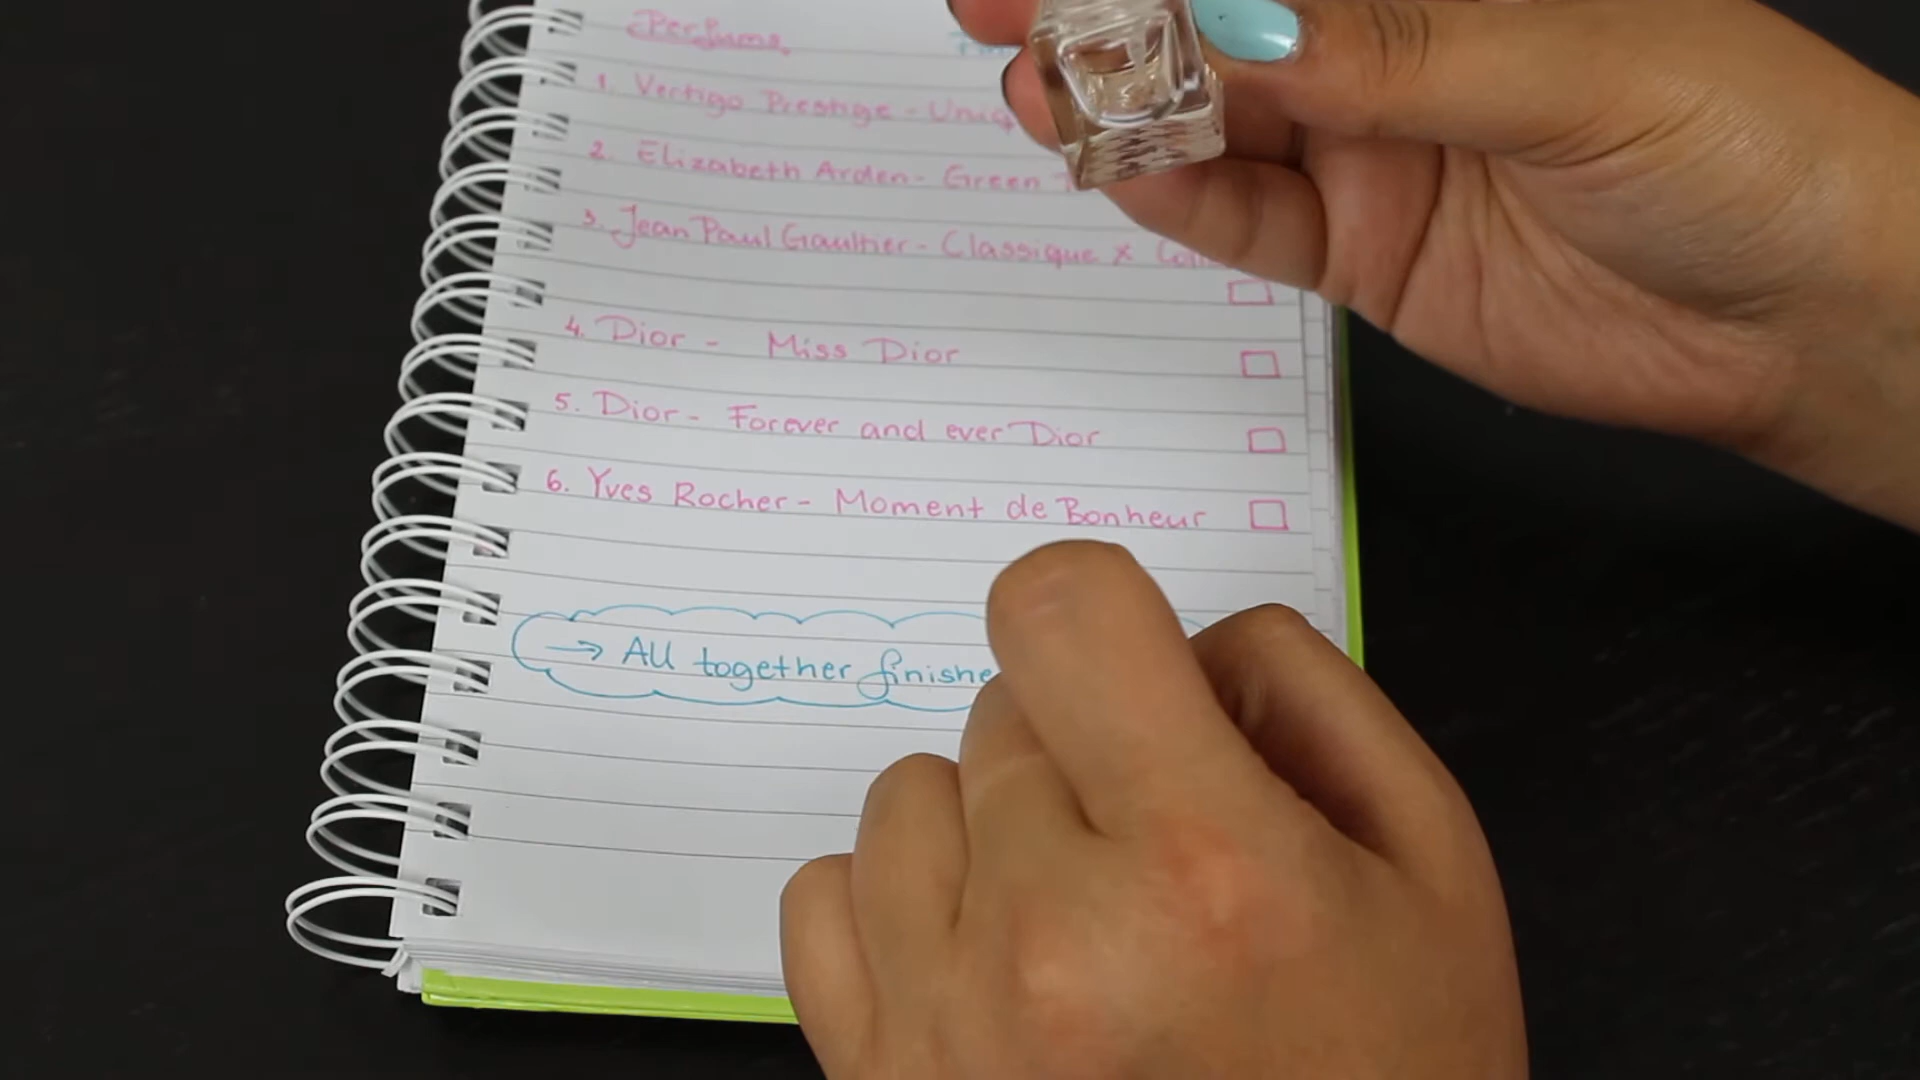 Perfume
1. Vertigo Prestige - Uniq
2. Elizabeth Arden - Green T
3. Jean Paul Gaultier - Classique X
4. Dior - Miss Dior
5. Dior - Forever and ever Dior
6. Yves Rocher - Moment de Bonheur
→ All together finishe